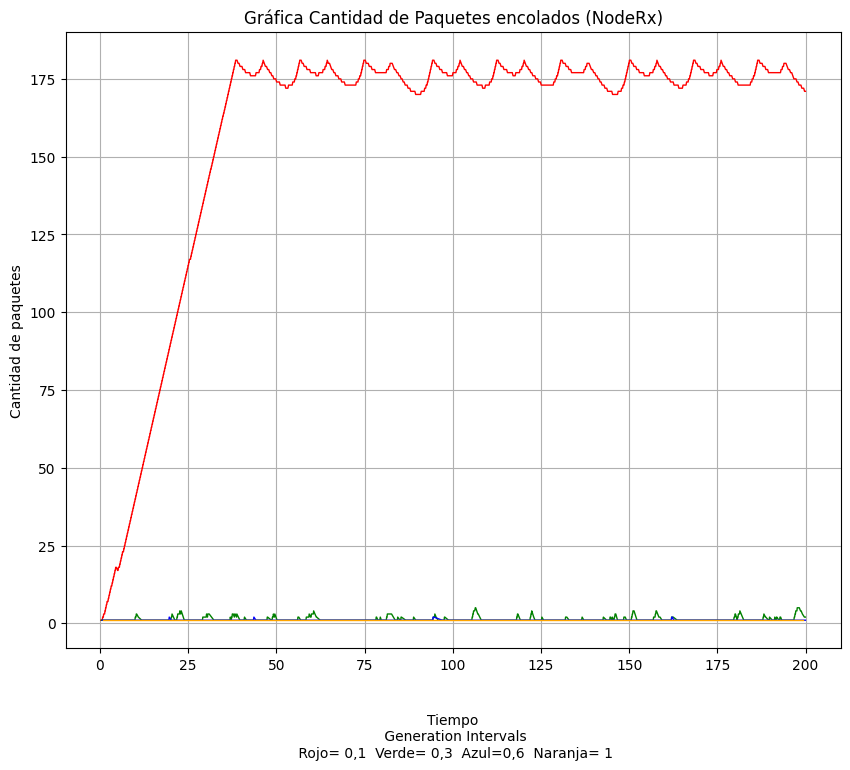 Gráfica Cantidad de Paquetes encolados (NodeRx)
Cantidad de paquetes
175
150
125
100
75
50
25
0
0 25 50 75 100 125 150 175 200
Tiempo
Generation Intervals
Rojo= 0,1  Verde= 0,3  Azul=0,6  Naranja= 1